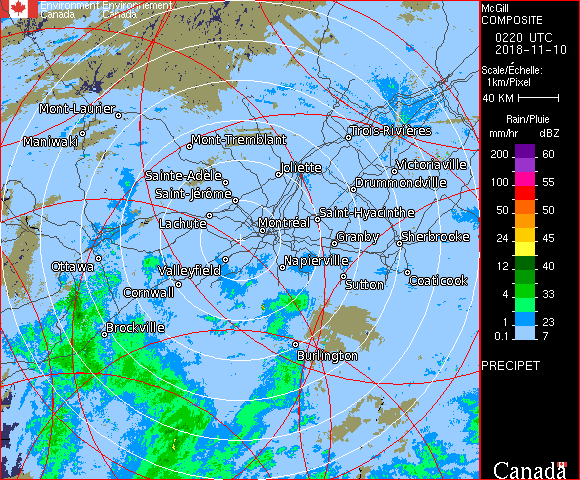 Environment Environnement
Canada Canada
McGill
COMPOSITE
0220 UTC
2018-11-10
Scale/Échelle:
1km/Pixel
40 KM
Rain/Pluie
mm/hr dBZ
200 60
100 55
50 50
50 50
24 45
12 40
4 33
1 23
0.1 7
PRECIPET
Canada
Mont-Laurier
Maniwaki
Mont-Tremblant
Trois-Rivières
Joliette
Victoriaville
Sainte-Adèle
Drummondville
Saint-Jérôme
Lachute
Saint-Hyacinthe
Montréal
Granby
Sherbrooke
Ottawa
Valleyfield
Napierville
Cornwall
Sutton
Coaticook
Brockville
Burlington